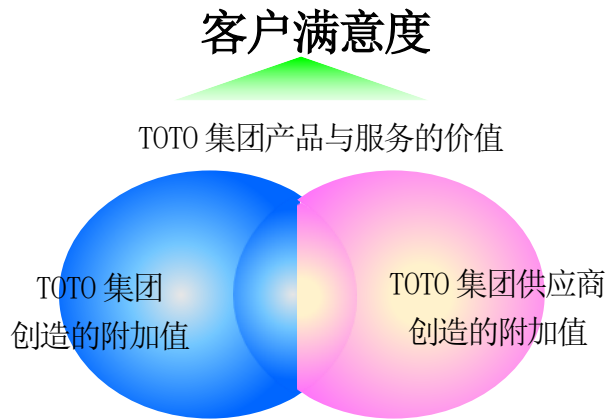 客户满意度
TOTO 集团产品与服务的价值
TOTO 集团
创造的附加值
TOTO 集团供应商
创造的附加值